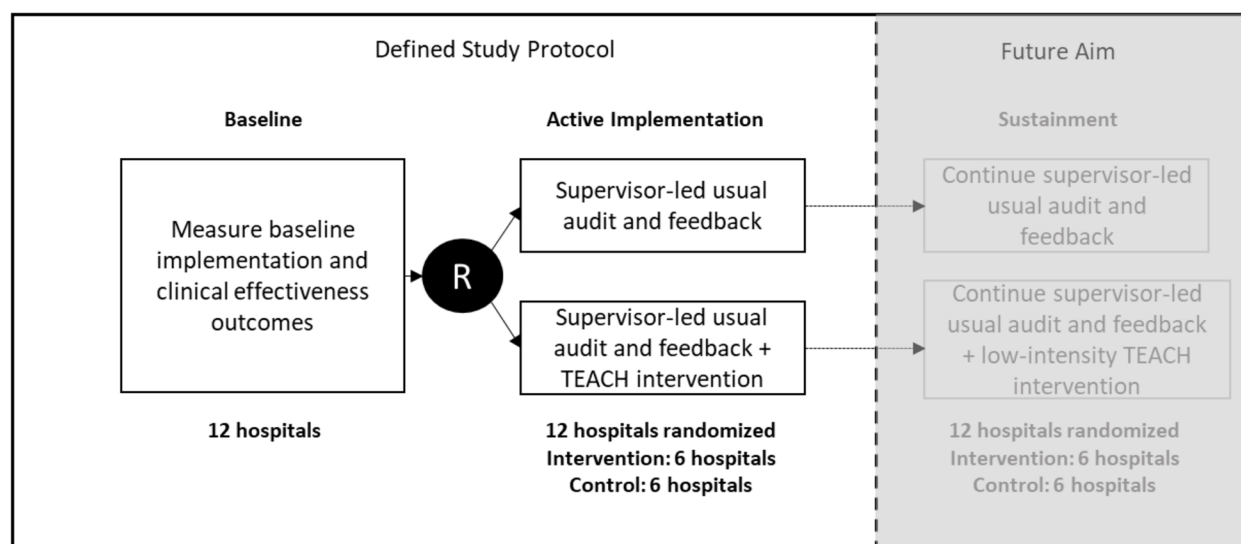 Defined Study Protocol
Future Aim
Baseline
Active Implementation
Sustainment
Measure baseline
implementation and
clinical effectiveness
outcomes
R
Supervisor-led usual
audit and feedback
Supervisor-led usual
audit and feedback +
TEACH intervention
Continue supervisor-led
usual audit and
feedback
Continue supervisor-led
usual audit and feedback
+ low-intensity TEACH
intervention
12 hospitals
12 hospitals randomized
Intervention: 6 hospitals
Control: 6 hospitals
12 hospitals randomized
Intervention: 6 hospitals
Control: 6 hospitals